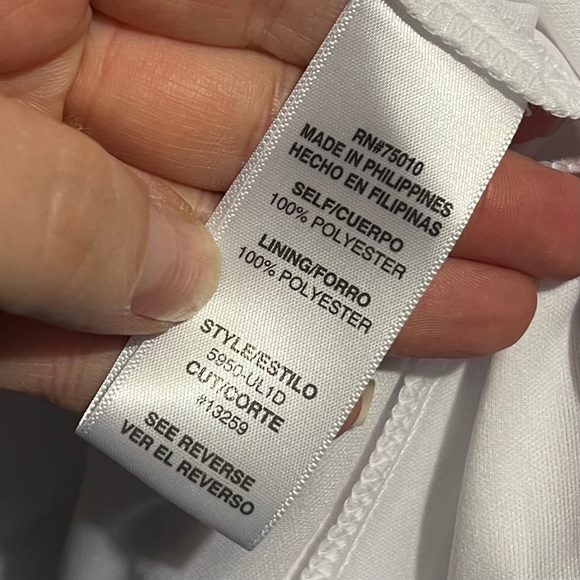 RN#75010
MADE IN PHILIPPINES
HECHO EN FILIPINAS
SELF/CUERPO
100% POLYESTER
LINING/FORRO
100% POLYESTER
STYLE/ESTILO
5950-UL1D
CUT/CORTE
#13259
SEE REVERSE
VER EL REVERSO